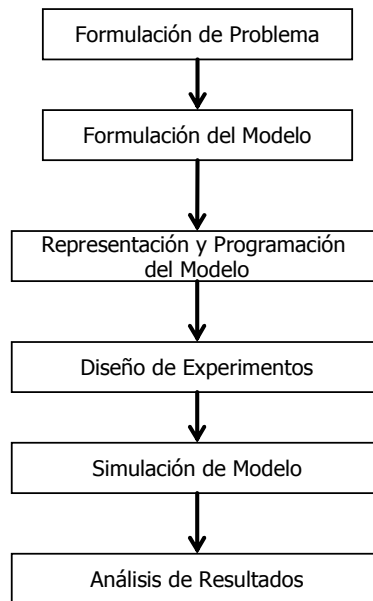 Formulación de Problema
Formulación del Modelo
Representación y Programación
del Modelo
Diseño de Experimentos
Simulación de Modelo
Análisis de Resultados